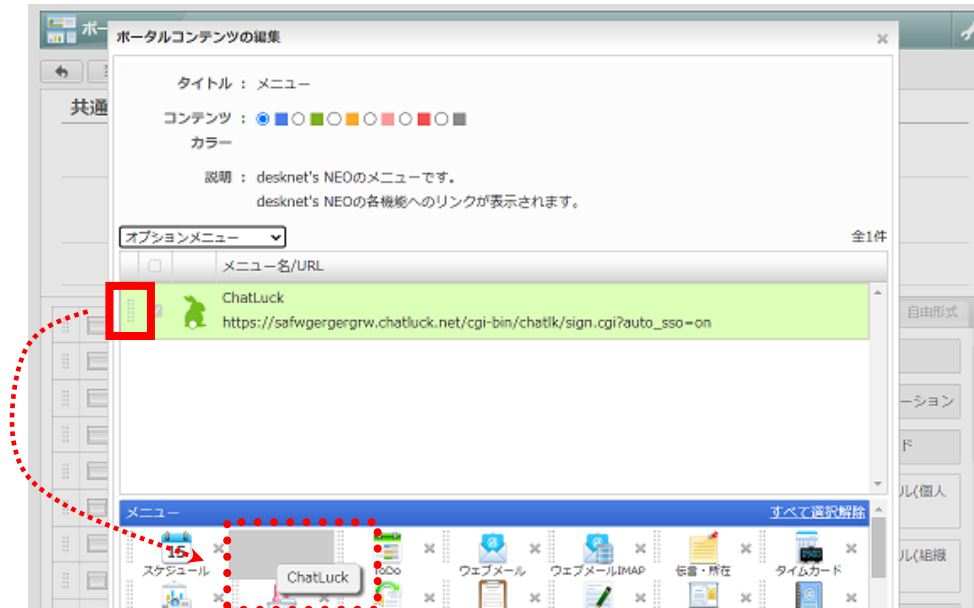 ポー
ポータルコンテンツの編集
共通
タイトル : メニュー
コンテンツ :
カラー
説明 : desknet's NEOのメニューです。
desknet's NEOの各機能へのリンクが表示されます。
オプションメニュー
全1件
メニュー名/URL
ChatLuck
https://safwgergergrw.chatluck.net/cgi-bin/chatlk/sign.cgi?auto_sso=on
自由形式
ーション
ド
ル(個人
メニュー
すべて選択解除
15
スケジュール
ChatLuck
ToDo
ウェブメール
ウェブメールIMAP
伝言・所在
タイムカード
ル(組織